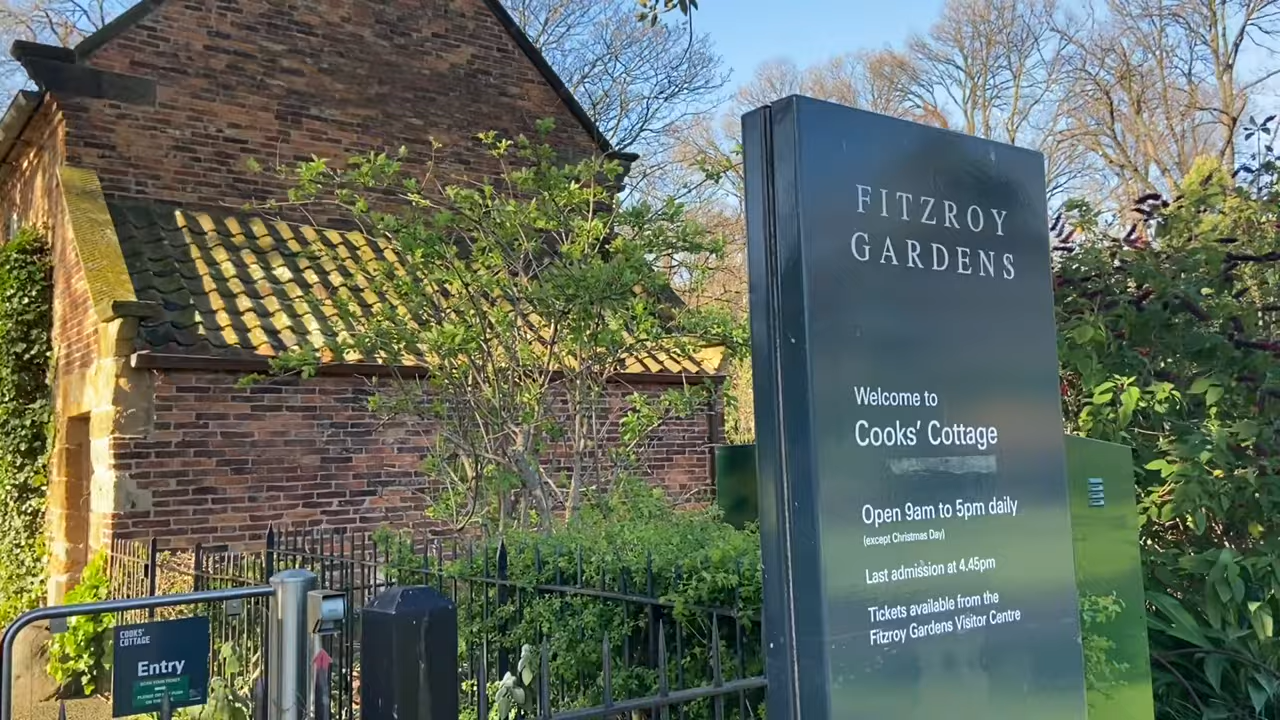 FITZROY
GARDENS
Welcome to
Cooks' Cottage
Open 9am to 5pm daily
(except Christmas Day)
Last admission at 4.45pm
Tickets available from the
Fitzroy Gardens Visitor Centre
COOKS'
COTTAGE
Entry